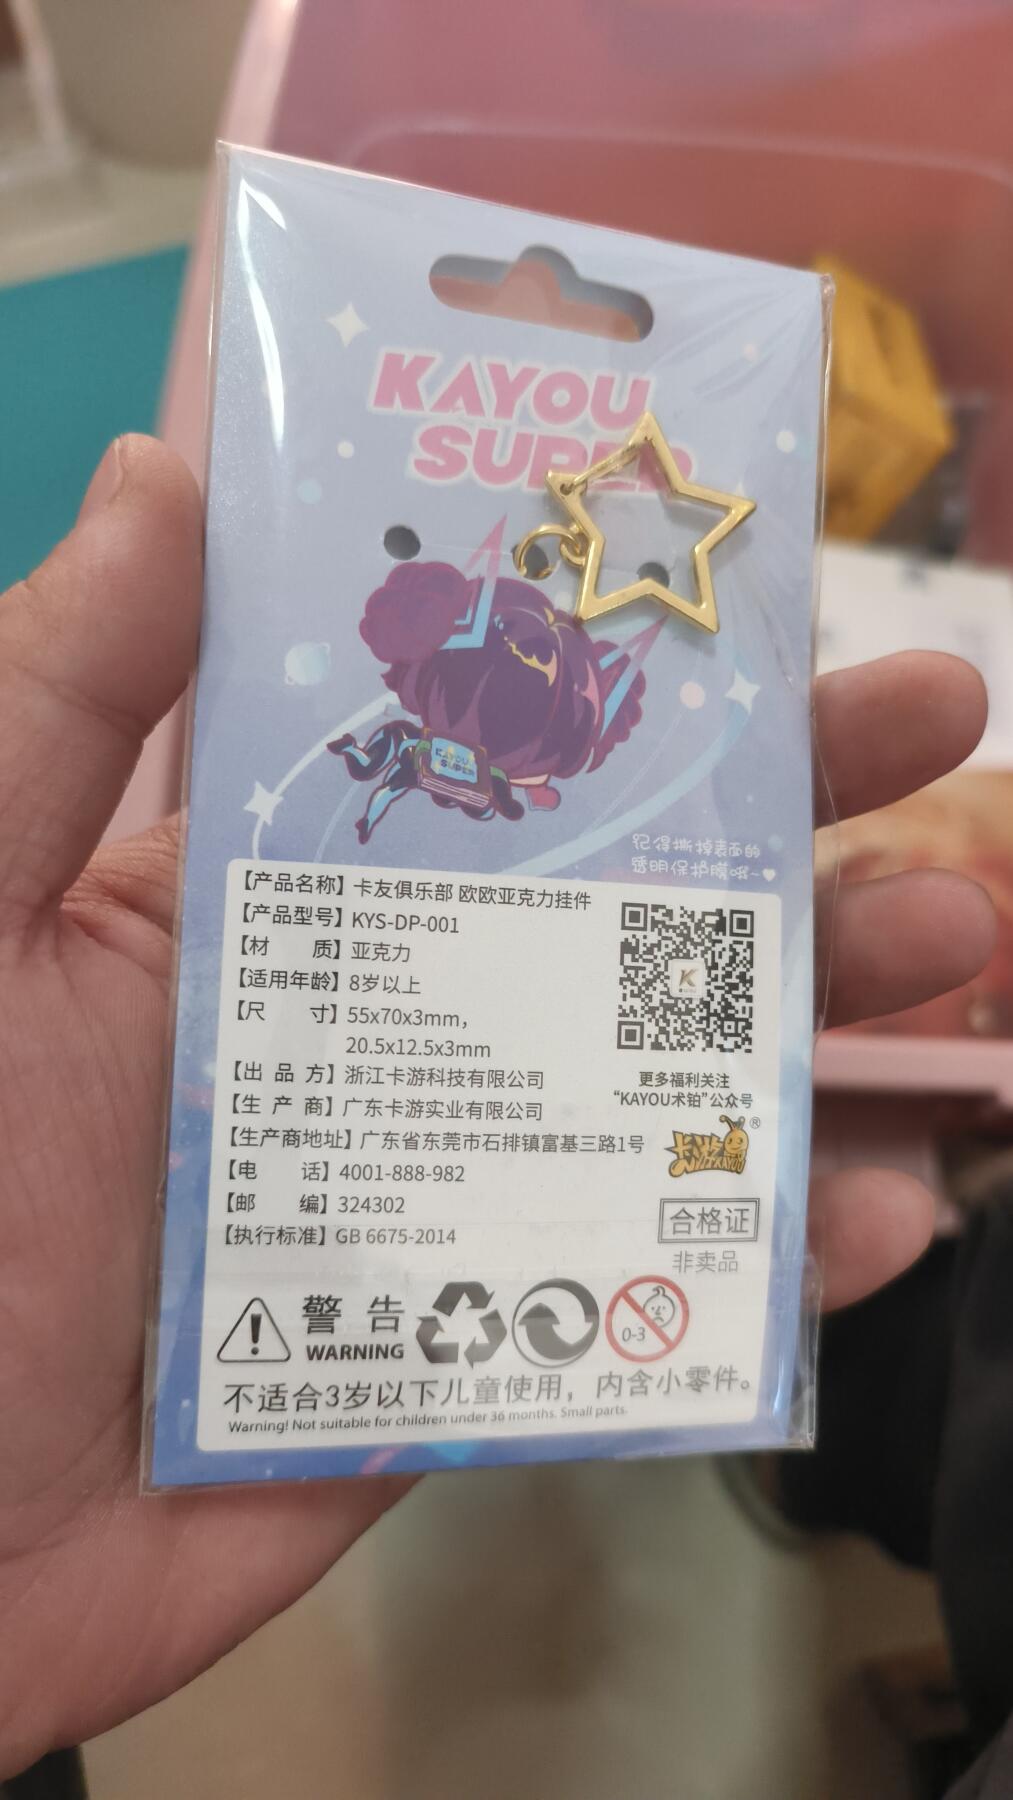 KAYOU
SUPER
KAYOU
SUPER
记得撕掉表面的
透明保护膜哦~♥
【产品名称】卡友俱乐部 欧欧亚克力挂件
【产品型号】KYS-DP-001
【材 质】亚克力
【适用年龄】8岁以上
【尺 寸】55x70x3mm，
20.5x12.5x3mm
【出 品 方】浙江卡游科技有限公司
【生 产 商】广东卡游实业有限公司
【生产商地址】广东省东莞市石排镇富基三路1号
【电 话】4001-888-982
【邮 编】324302
【执行标准】GB 6675-2014
K
更多福利关注
“KAYOU术铂”公众号
卡游®
KAYOU
合格证
非卖品
警 告
WARNING
0-3
不适合3岁以下儿童使用，内含小零件。
Warning! Not suitable for children under 36 months. Small parts.